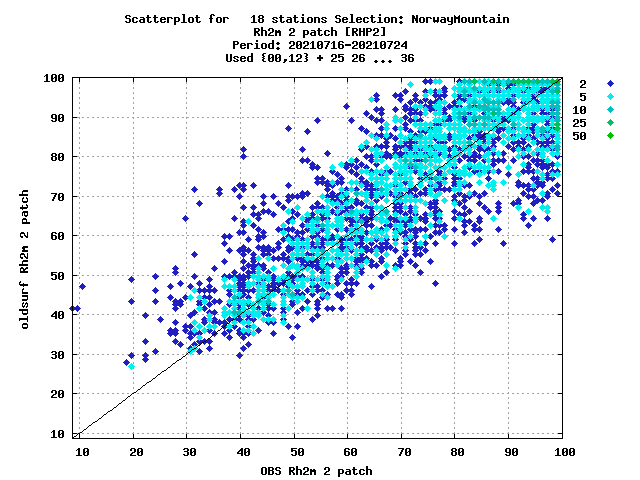 Scatterplot for 18 stations Selection: NorwayMountain
Rh2m 2 patch [RHP2]
Period: 20210716-20210724
Used {00,12} + 25 26 ... 36
oldsurf Rh2m 2 patch
100
90
80
70
60
50
40
30
20
10
10 20 30 40 50 60 70 80 90 100
OBS Rh2m 2 patch
2
5
10
25
50